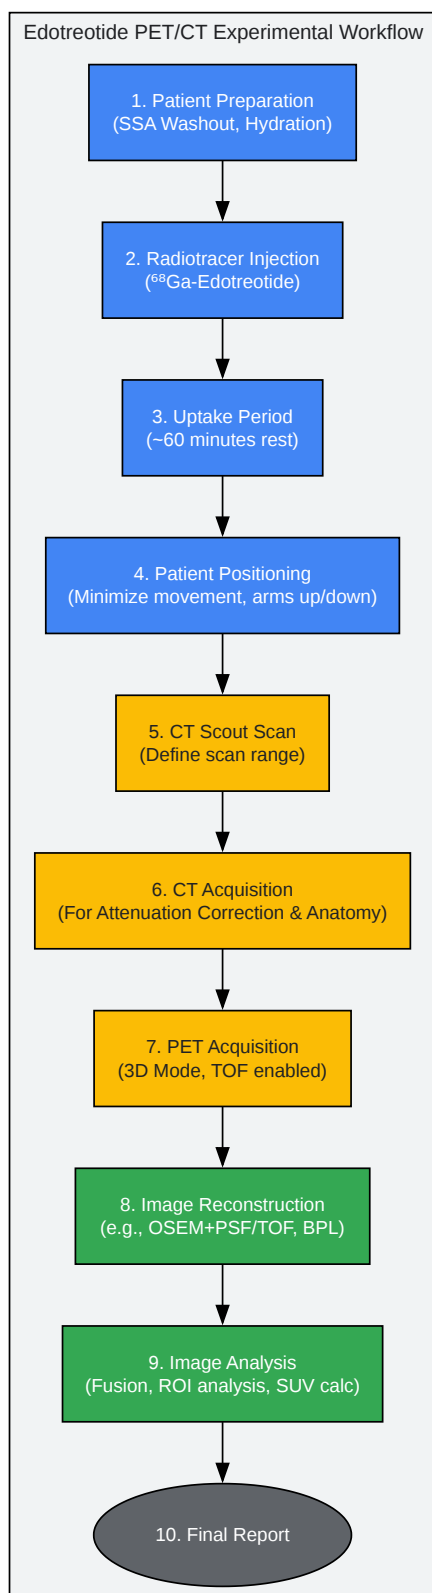 Edotreotide PET/CT Experimental Workflow
1. Patient Preparation
(SSA Washout, Hydration)
2. Radiotracer Injection
(⁶⁸Ga-Edotreotide)
3. Uptake Period
(~60 minutes rest)
4. Patient Positioning
(Minimize movement, arms up/down)
5. CT Scout Scan
(Define scan range)
6. CT Acquisition
(For Attenuation Correction & Anatomy)
7. PET Acquisition
(3D Mode, TOF enabled)
8. Image Reconstruction
(e.g., OSEM+PSF/TOF, BPL)
9. Image Analysis
(Fusion, ROI analysis, SUV calc)
10. Final Report